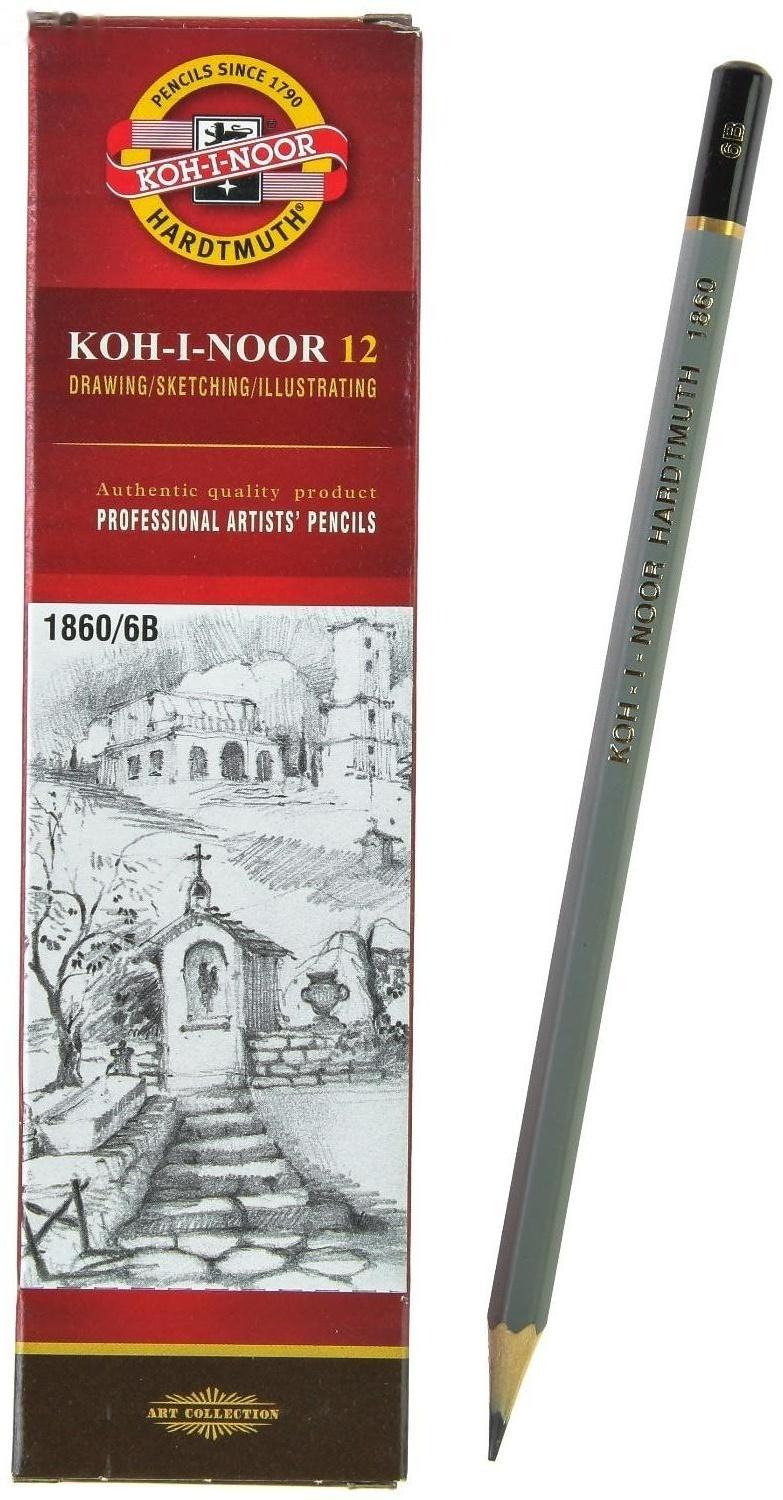 PENCILS SINCE 1790
KOH-I-NOOR
HARDTMUTH®
KOH-I-NOOR 12
DRAWING/SKETCHING/ILLUSTRATING
Authentic quality product
PROFESSIONAL ARTISTS' PENCILS
1860/6B
ART COLLECTION
KOH-I-NOOR HARDTMUTH 1860
6B